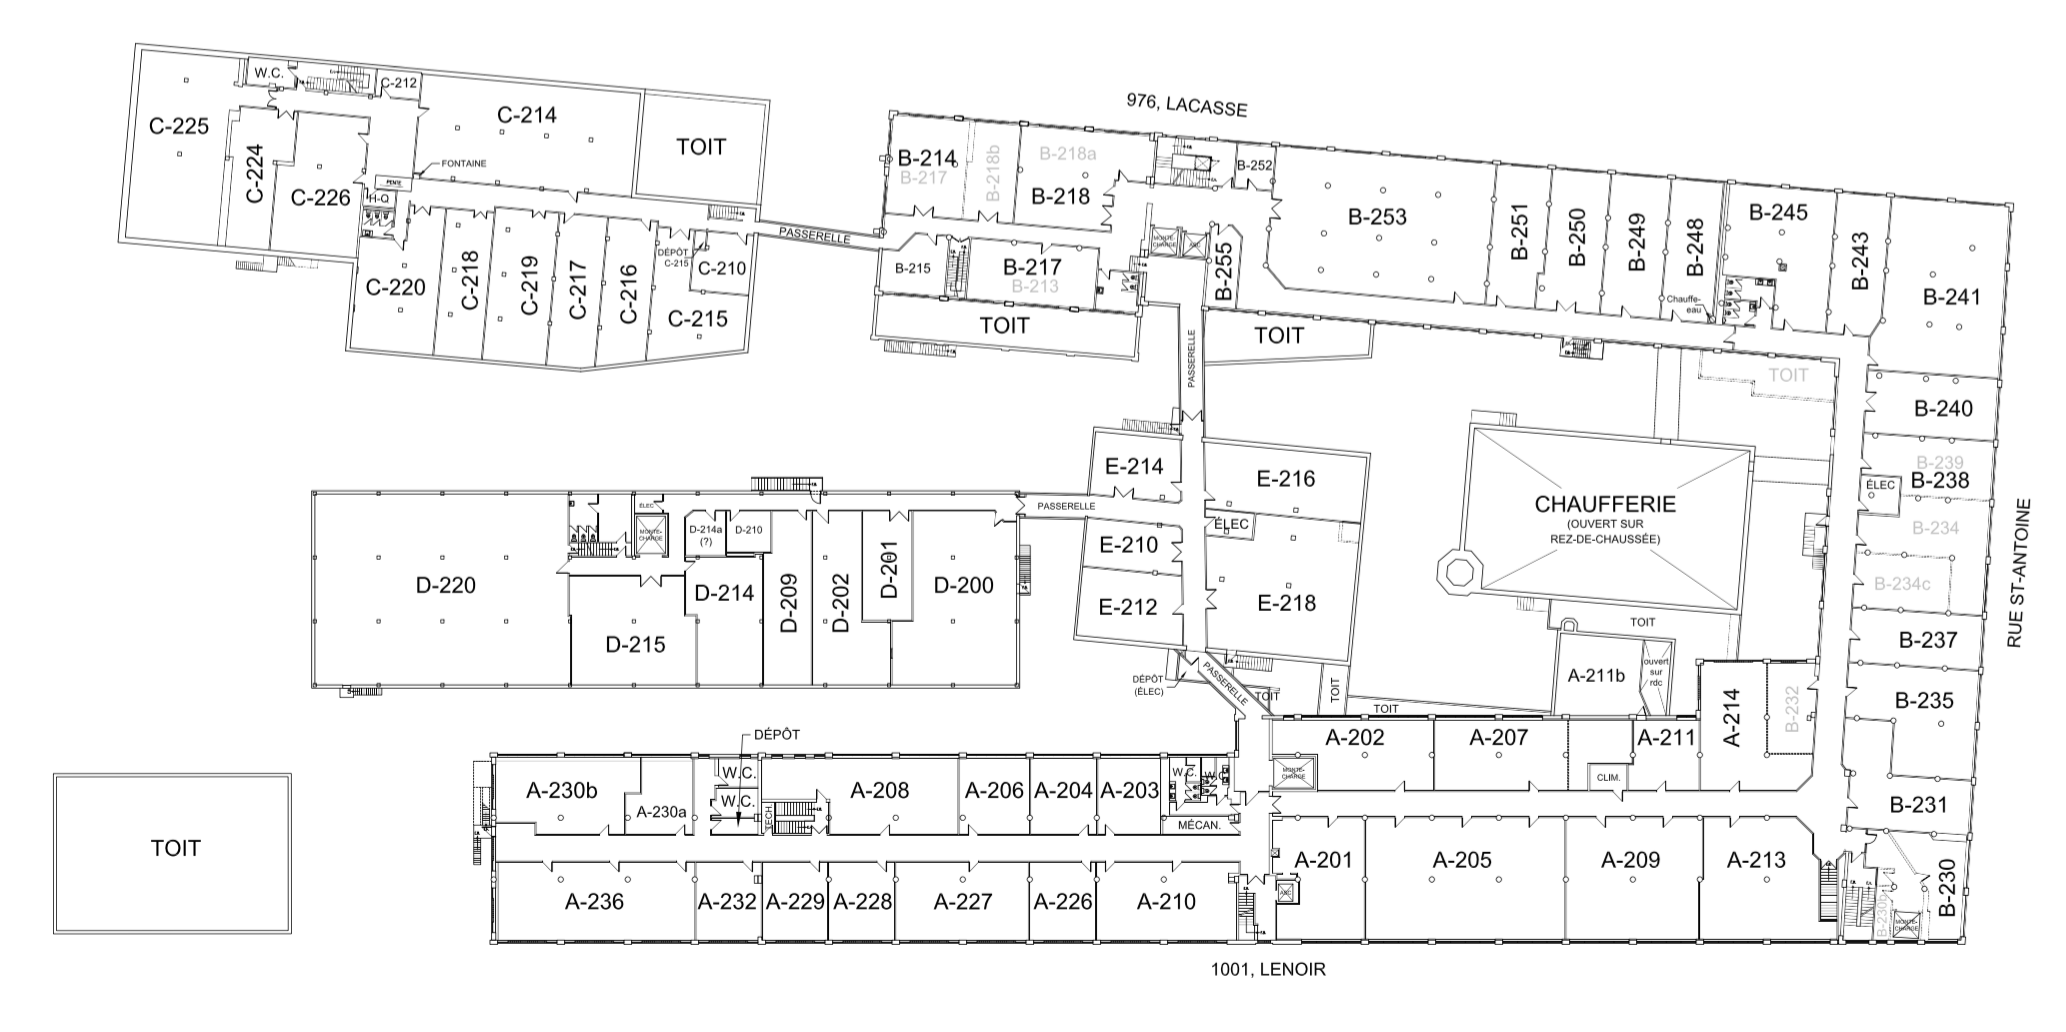 976, LACASSE
C-225
W.C.
C-212
C-214
TOIT
C-224
C-226
FONTAINE
PENTE
H-Q
C-220
C-218
C-219
C-217
C-216
DÉPÔT
C-215
C-210
C-215
PASSERELLE
B-214
B-217
B-218b
B-218a
B-218
B-215
B-217
B-213
TOIT
B-252
MONTE-
CHARGE
ASC
B-255
B-253
B-251
B-250
B-249
B-248
Chauffe-
eau
B-245
B-243
B-241
TOIT
PASSERELLE
TOIT
B-240
B-239
B-238
ÉLEC
B-234
B-234c
B-237
B-235
B-231
B-230
B-230b
MONTE-
CHARGE
RUE ST-ANTOINE
E-214
E-216
ÉLEC
E-210
E-212
E-218
PASSERELLE
CHAUFFERIE
(OUVERT SUR
REZ-DE-CHAUSSÉE)
D-220
ÉLEC
MONTE-
CHARGE
D-214a
(?)
D-210
D-215
D-214
D-209
D-202
D-201
D-200
DÉPÔT
(ÉLEC)
PASSERELLE
TOIT
TOIT
TOIT
TOIT
A-211b
ouvert
sur
rdc
A-214
B-232
A-202
A-207
A-211
CLIM.
MONTE-
CHARGE
DÉPÔT
A-230b
A-230a
W.C.
W.C.
TECH.
A-208
A-206
A-204
A-203
W.C.
W.C.
MÉCAN.
A-236
A-232
A-229
A-228
A-227
A-226
A-210
ASC
A-201
A-205
A-209
A-213
TOIT
1001, LENOIR